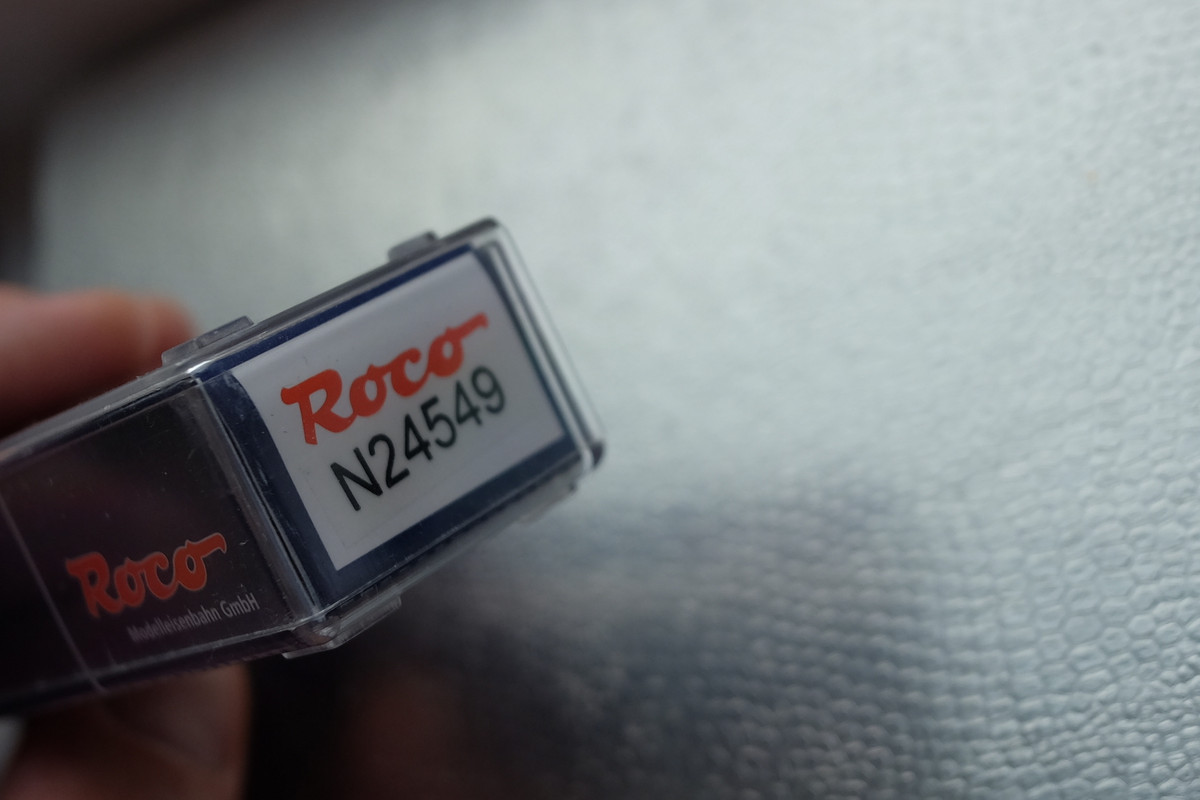 Roco
N24549
Roco
Modelleisenbahn GmbH